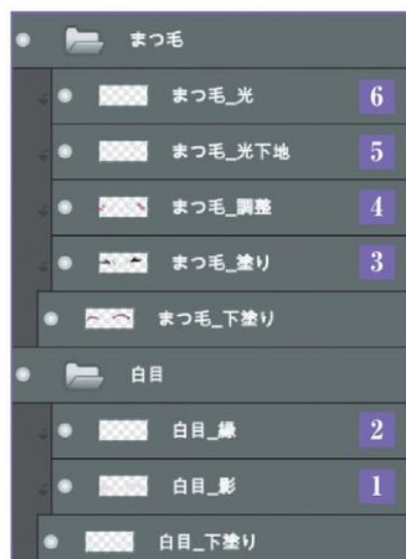 まつ毛
まつ毛_光 6
まつ毛_光下地 5
まつ毛_調整 4
まつ毛_塗り 3
まつ毛_下塗り
白目
白目_縁 2
白目_影 1
白目_下塗り